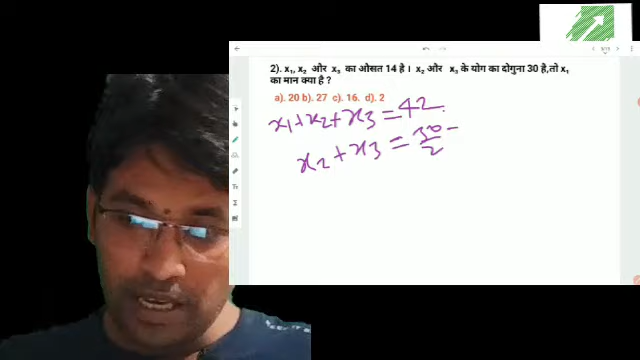 2). x₁, x₂ और x₃ का औसत 14 है । x₂ और x₃ के योग का दोगुना 30 है,तो x₁
का मान क्या है ?
a). 20 b). 27 c). 16. d). 2
x₁+x₂+x₃=42.
x₂+x₃=30/2